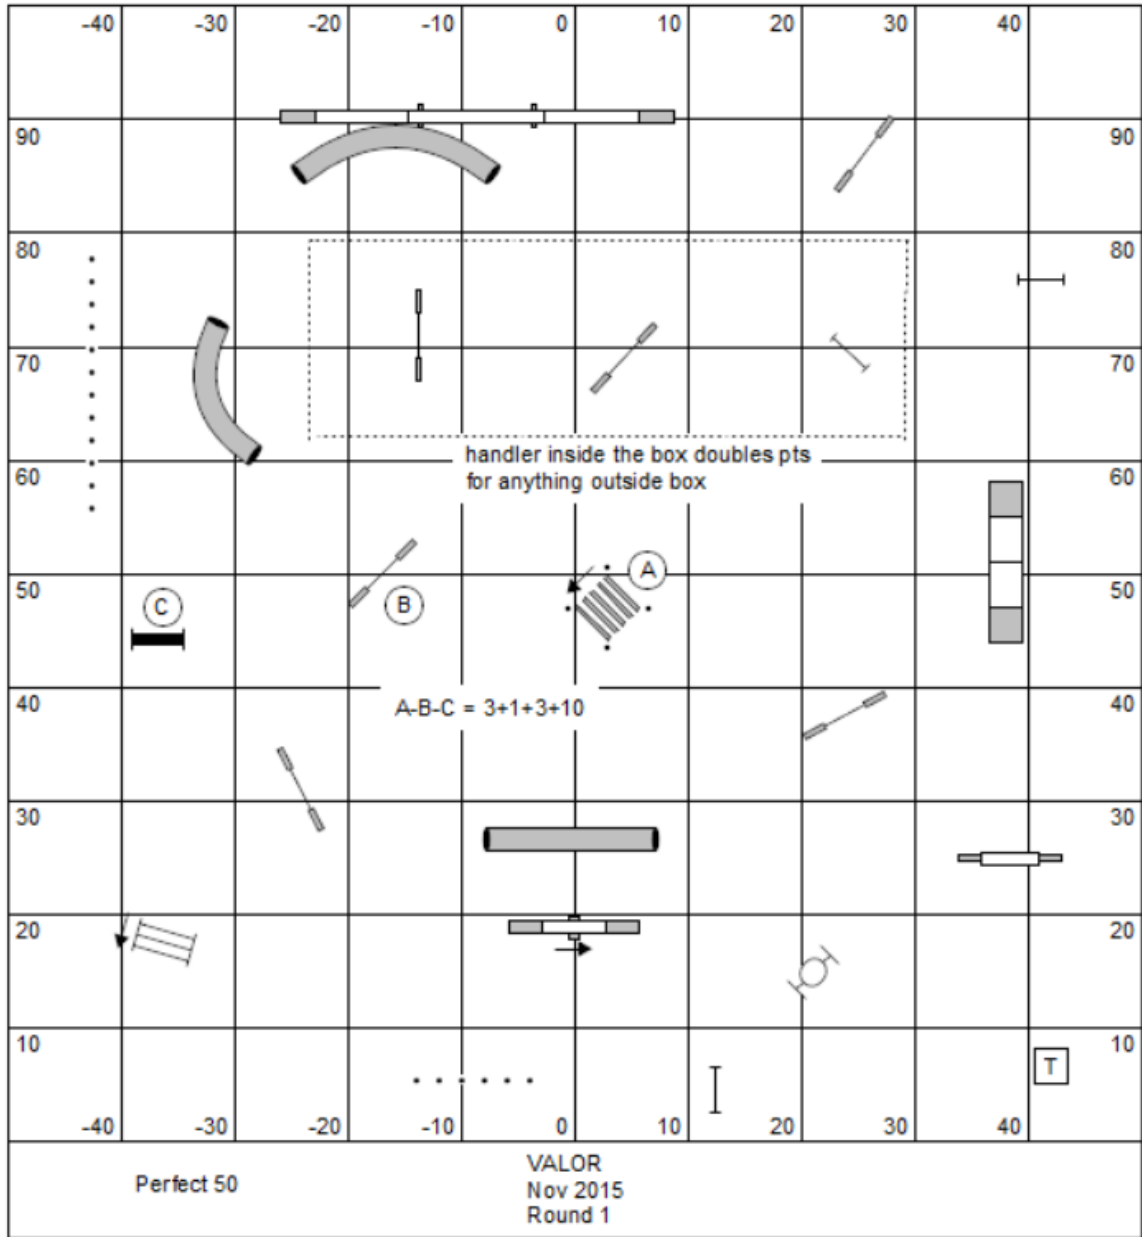 -40 -30 -20 -10 0 10 20 30 40
90 90
80 80
70 70
handler inside the box doubles pts
60 60
for anything outside box
A
50 50
C B
40 40
A-B-C = 3+1+3+10
30 30
20 20
10 10
T
-40 -30 -20 -10 0 10 20 30 40
VALOR
Perfect 50
Nov 2015
Round 1